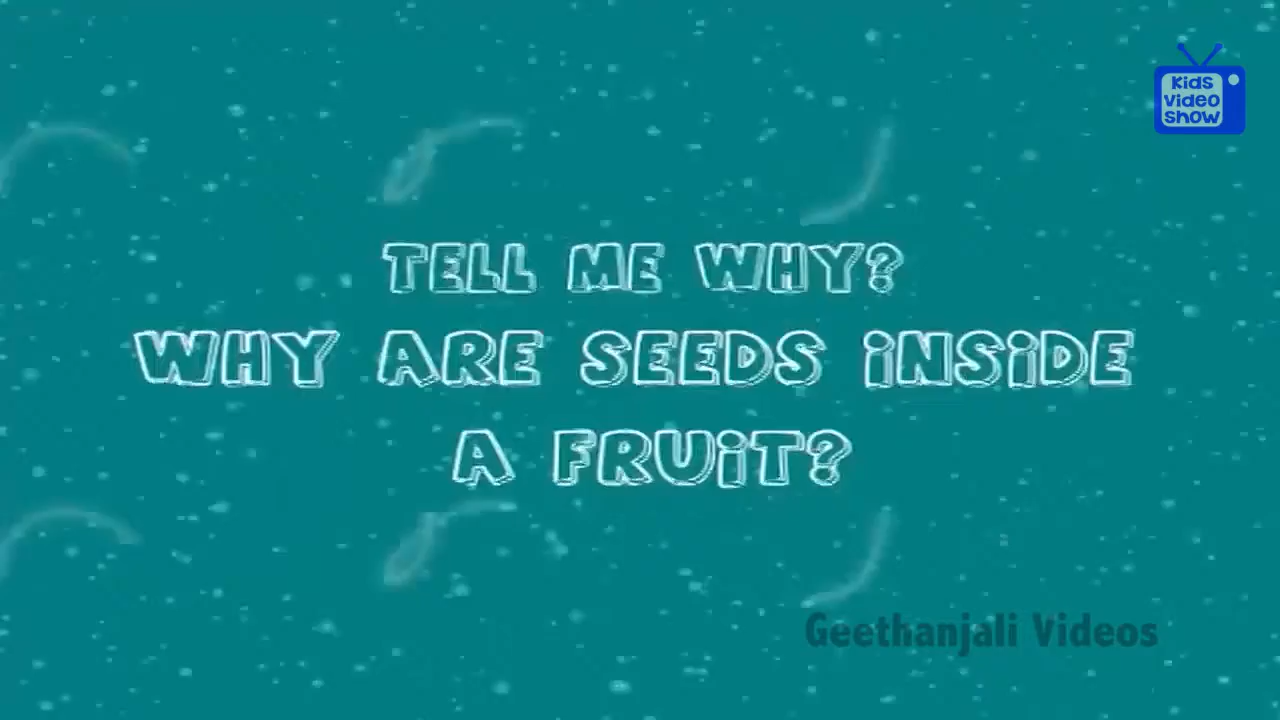 Kids
Video
Show
TELL ME WHY?
WHY ARE SEEDS iNSiDE
A FRUiT?
Geethanjali Videos